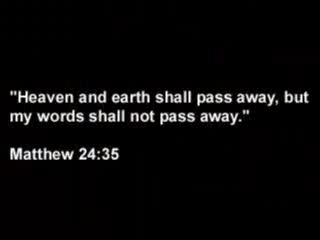 "Heaven and earth shall pass away, but
my words shall not pass away."
Matthew 24:35